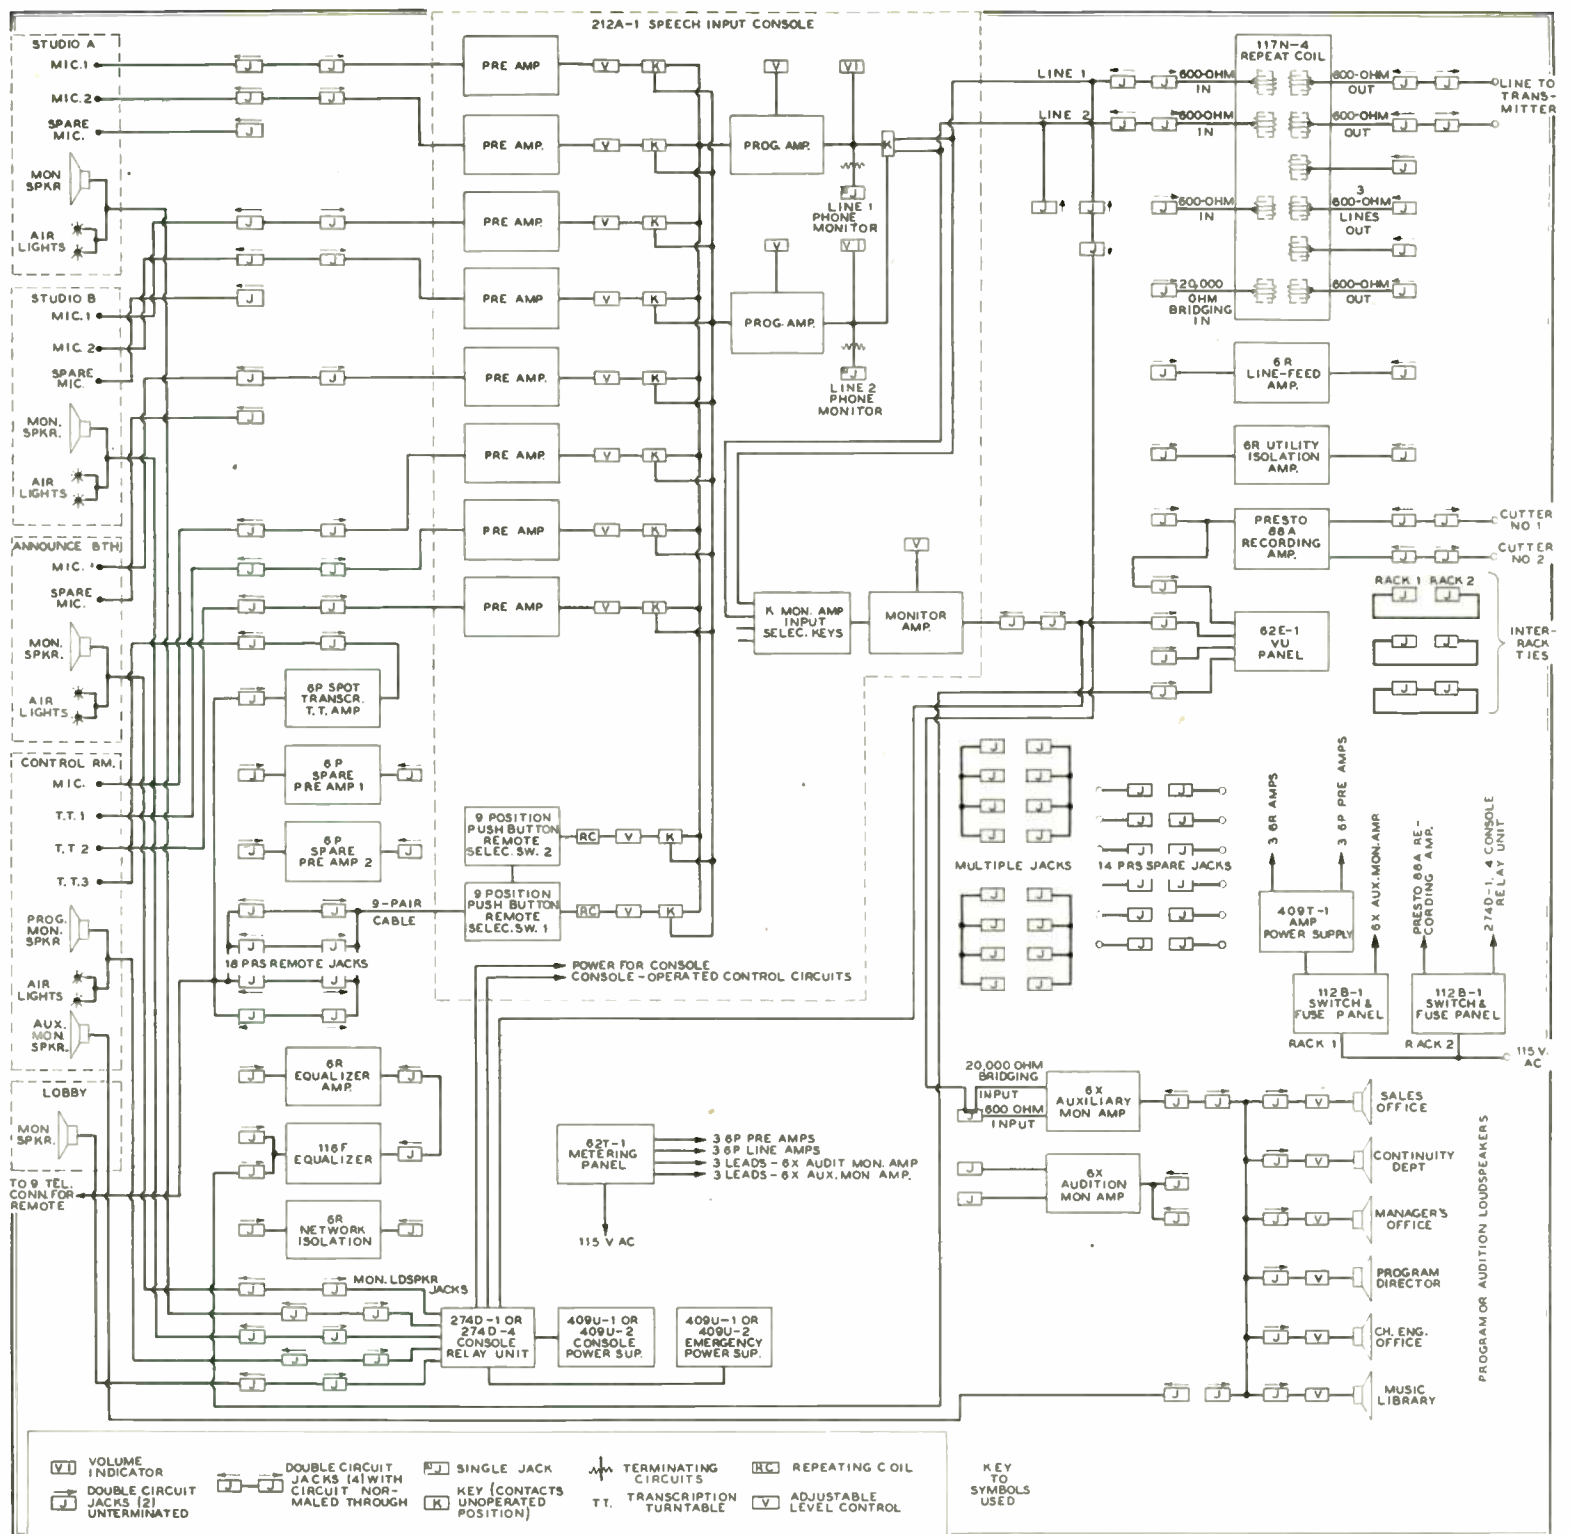 212A-1 SPEECH INPUT CONSOLE
STUDIO A
MIC.1
MIC.2
SPARE
MIC.
MON
SPKR
AIR
LIGHTS
STUDIO B
MIC.1
MIC.2
SPARE
MIC.
MON.
SPKR.
AIR
LIGHTS
ANNOUNCE BTH
MIC.
SPARE
MIC.
MON.
SPKR.
AIR
LIGHTS
CONTROL RM.
MIC.
T.T.1
T.T 2
T.T.3
PROG.
MON.
SPKR
AIR
LIGHTS
AUX.
MON.
SPKR.
LOBBY
MON
SPKR.
TO 9 TEL.
CONN.FOR
REMOTE
PRE AMP
PRE AMP.
PRE AMP
PRE AMP
PRE AMP.
PRE AMP.
PRE AMP
PRE AMP
6P SPOT
TRANSCR.
T.T. AMP
6 P
SPARE
PRE AMP 1
6P
SPARE
PRE AMP 2
9-PAIR
CABLE
18 PRS REMOTE JACKS
6R
EQUALIZER
AMP.
116F
EQUALIZER
6R
NETWORK
ISOLATION
MON. LDSPKR
JACKS
9 POSITION
PUSH BUTTON
REMOTE
SELEC. SW. 2
9 POSITION
PUSH BUTTON
REMOTE
SELEC. SW. 1
RC
V
K
RC
V
K
POWER FOR CONSOLE
CONSOLE-OPERATED CONTROL CIRCUITS
V
VI
PROG. AMP.
K
LINE 1
PHONE
MONITOR
V
VI
PROG. AMP.
LINE 2
PHONE
MONITOR
K MON. AMP
INPUT
SELEC. KEYS
V
MONITOR
AMP.
62T-1
METERING
PANEL
3 6P PRE AMPS
3 6P LINE AMPS
3 LEADS-6X AUDIT MON. AMP
3 LEADS-6X AUX. MON AMP.
115 V AC
274D-1 OR
274D-4
CONSOLE
RELAY UNIT
409U-1 OR
409U-2
CONSOLE
POWER SUP.
409U-1 OR
409U-2
EMERGENCY
POWER SUP.
LINE 1
LINE 2
117N-4
REPEAT COIL
600-OHM
IN
600-OHM
OUT
600-OHM
IN
600-OHM
OUT
LINE TO
TRANS-
MITTER
600-OHM
IN
3
600-OHM
LINES
OUT
20,000
OHM
BRIDGING
IN
600-OHM
OUT
6R
LINE-FEED
AMP.
6R UTILITY
ISOLATION
AMP.
PRESTO
88A
RECORDING
AMP.
CUTTER
NO 1
CUTTER
NO 2
RACK 1 RACK 2
INTER-
RACK
TIES
62E-1
VU
PANEL
MULTIPLE JACKS
14 PRS SPARE JACKS
3 6R AMPS
3 6P PRE AMPS
6X AUX. MON. AMP
PRESTO 88A RE-
CORDING AMP.
274D-1, 4 CONSOLE
RELAY UNIT
409T-1
AMP
POWER SUPPLY
112B-1
SWITCH &
FUSE PANEL
112B-1
SWITCH &
FUSE PANEL
RACK 1
RACK 2
115 V.
AC
20,000 OHM
BRIDGING
INPUT
600 OHM
INPUT
6X
AUXILIARY
MON AMP
6X
AUDITION
MON AMP
SALES
OFFICE
CONTINUITY
DEPT
MANAGER'S
OFFICE
PROGRAM
DIRECTOR
CH. ENG.
OFFICE
MUSIC
LIBRARY
PROGRAM OR AUDITION LOUDSPEAKERS
VI VOLUME
INDICATOR
J DOUBLE CIRCUIT
JACKS (2)
UNTERMINATED
J J DOUBLE CIRCUIT
JACKS (4) WITH
CIRCUIT NOR-
MALED THROUGH
J SINGLE JACK
K KEY (CONTACTS
UNOPERATED
POSITION)
TERMINATING
CIRCUITS
T.T. TRANSCRIPTION
TURNTABLE
RC REPEATING COIL
V ADJUSTABLE
LEVEL CONTROL
KEY
TO
SYMBOLS
USED